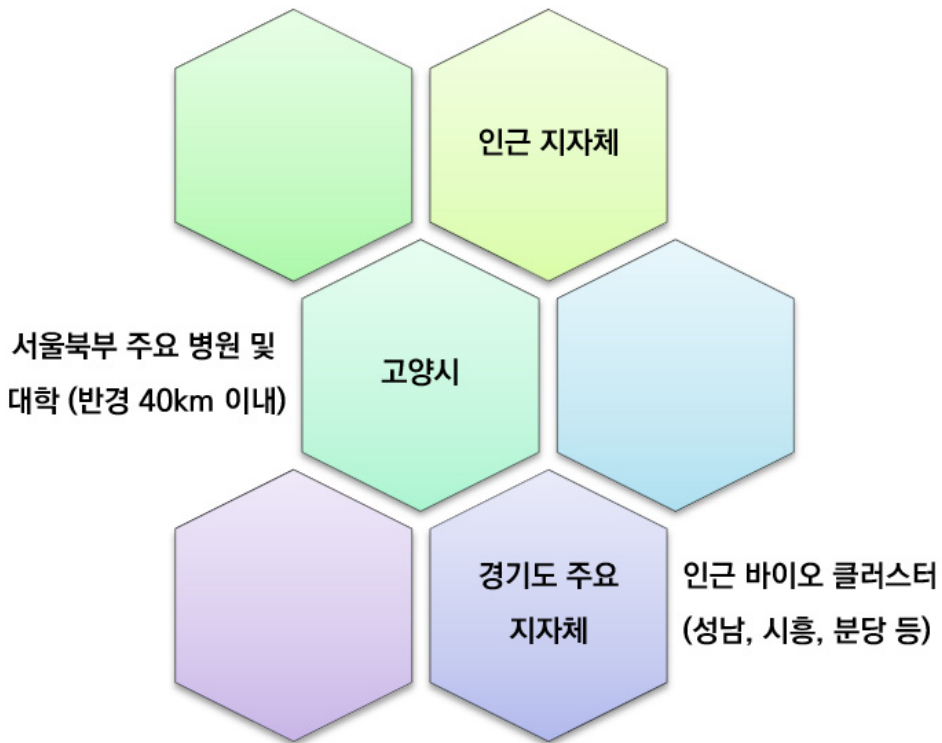 인근 지자체
서울북부 주요 병원 및
대학 (반경 40km 이내)
고양시
경기도 주요
지자체
인근 바이오 클러스터
(성남, 시흥, 분당 등)